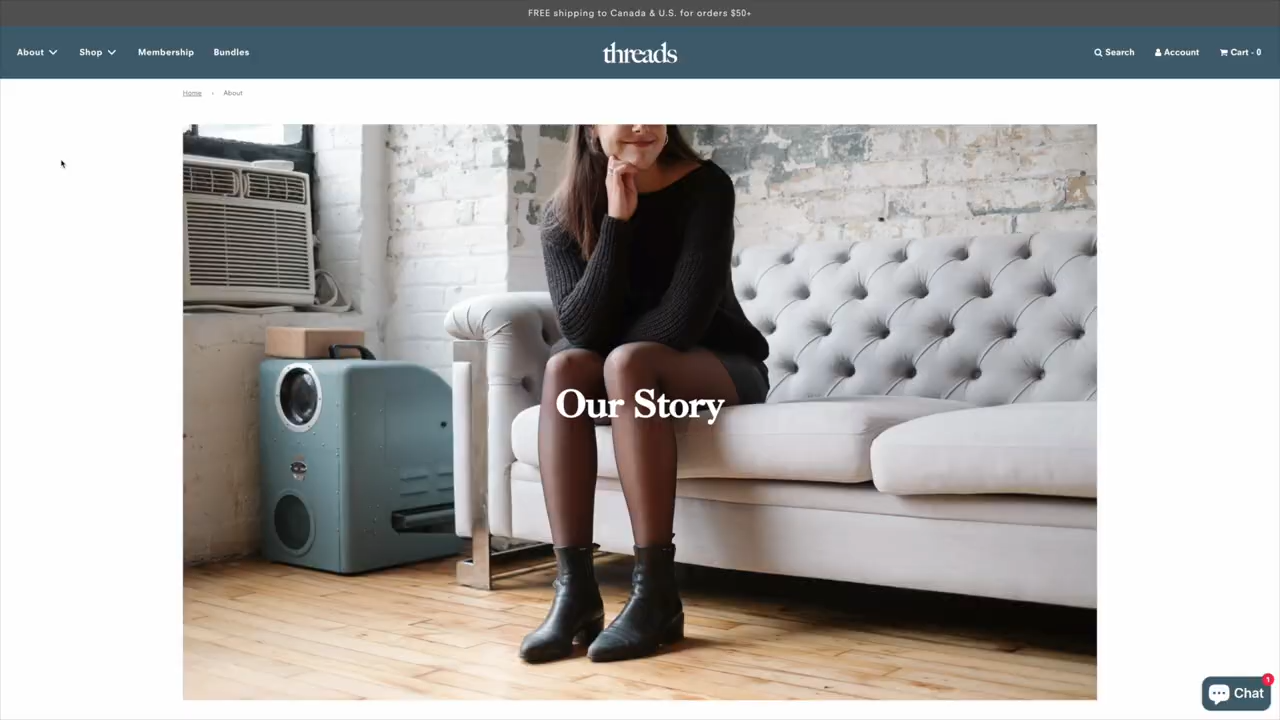 FREE shipping to Canada & U.S. for orders $50+
About Shop Membership Bundles threads Search Account Cart - 0
Home › About
Our Story
Chat
1